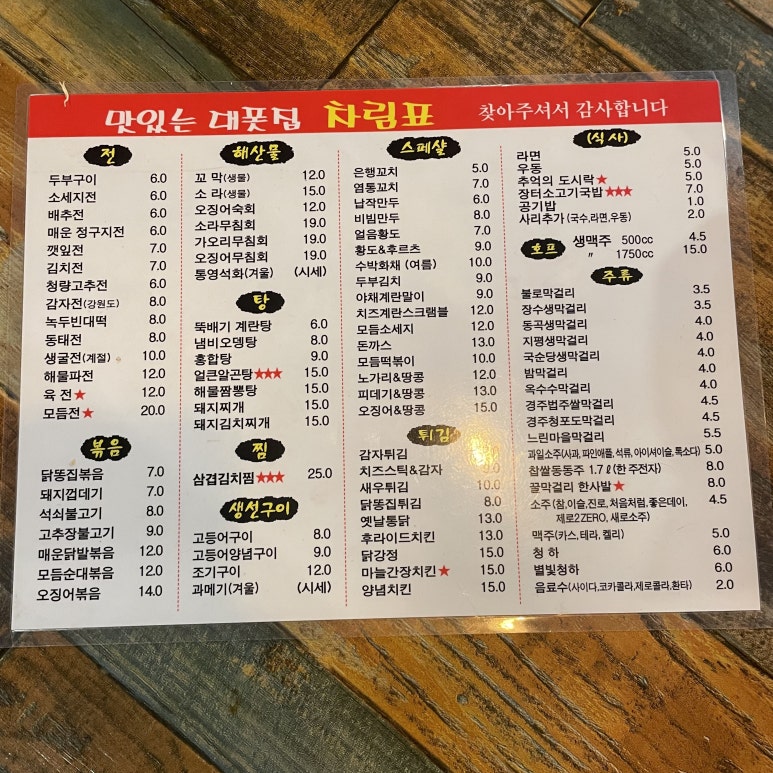 맛있는 대폿집 차림표 찾아주셔서 감사합니다
전
두부구이 6.0
소세지전 6.0
배추전 6.0
매운 정구지전 6.0
깻잎전 7.0
김치전 7.0
청량고추전 6.0
감자전(강원도) 8.0
녹두빈대떡 8.0
동태전 8.0
생굴전(계절) 10.0
해물파전 12.0
육 전★ 12.0
모듬전★ 20.0
볶음
닭똥집볶음 7.0
돼지껍데기 7.0
석쇠불고기 8.0
고추장불고기 9.0
매운닭발볶음 12.0
모듬순대볶음 12.0
오징어볶음 14.0
해산물
꼬 막(생물) 12.0
소 라(생물) 15.0
오징어숙회 12.0
소라무침회 19.0
가오리무침회 19.0
오징어무침회 19.0
통영석화(겨울) (시세)
탕
뚝배기 계란탕 6.0
냄비오뎅탕 8.0
홍합탕 9.0
얼큰알곤탕★★★ 15.0
해물짬뽕탕 15.0
돼지찌개 15.0
돼지김치찌개 15.0
찜
삼겹김치찜★★★ 25.0
생선구이
고등어구이 8.0
고등어양념구이 9.0
조기구이 12.0
과메기(겨울) (시세)
스페샬
은행꼬치 5.0
염통꼬치 7.0
납작만두 6.0
비빔만두 8.0
얼음황도 7.0
황도&후르츠 9.0
수박화채 (여름) 10.0
두부김치 9.0
야채계란말이 9.0
치즈계란스크램블 12.0
모듬소세지 12.0
돈까스 13.0
모듬떡볶이 10.0
노가리&땅콩 12.0
피데기&땅콩 13.0
오징어&땅콩 15.0
튀김
감자튀김
치즈스틱&감자
새우튀김 10.0
닭똥집튀김 8.0
옛날통닭 13.0
후라이드치킨 13.0
닭강정 15.0
마늘간장치킨★ 15.0
양념치킨 15.0
(식사)
라면 5.0
우동 5.0
추억의 도시락★ 5.0
장터소고기국밥★★★ 7.0
공기밥 1.0
사리추가 (국수,라면,우동) 2.0
호프 생맥주 500cc 4.5
〃 1750cc 15.0
주류
불로막걸리 3.5
장수생막걸리 3.5
동곡생막걸리 4.0
지평생막걸리 4.0
국순당생막걸리 4.0
밤막걸리 4.0
옥수수막걸리 4.0
경주법주쌀막걸리 4.5
경주청포도막걸리 4.5
느린마을막걸리 5.5
과일소주(사과, 파인애플, 석류, 아이셔이슬, 톡소다) 5.0
찹쌀동동주 1.7ℓ(한 주전자) 8.0
꿀막걸리 한사발★ 8.0
소주 (참,이슬,진로,처음처럼,좋은데이, 4.5
제로2ZERO, 새로소주)
맥주(카스, 테라, 켈리) 5.0
청 하 6.0
별빛청하 6.0
음료수(사이다,코카콜라,제로콜라,환타) 2.0